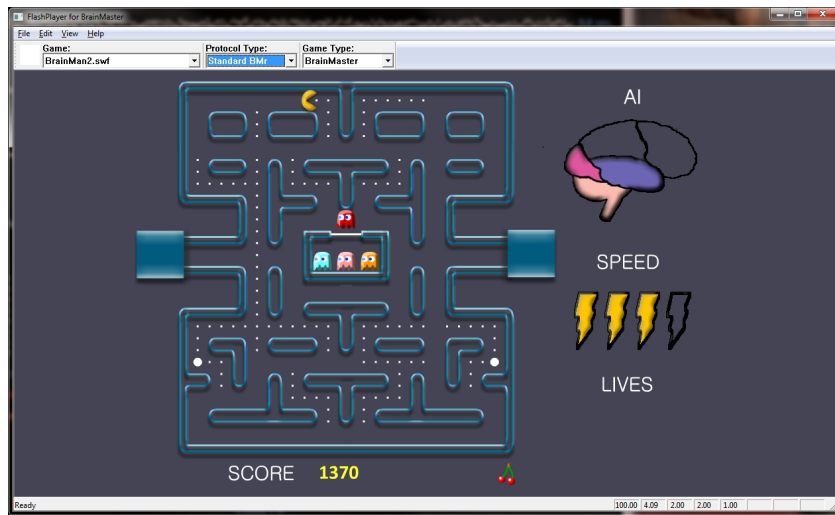 FlashPlayer for BrainMaster
File Edit View Help
Game: Protocol Type: Game Type:
BrainMan2.swf Standard BMr BrainMaster
AI
SPEED
LIVES
SCORE 1370
Ready 100.00 4.09 2.00 2.00 1.00